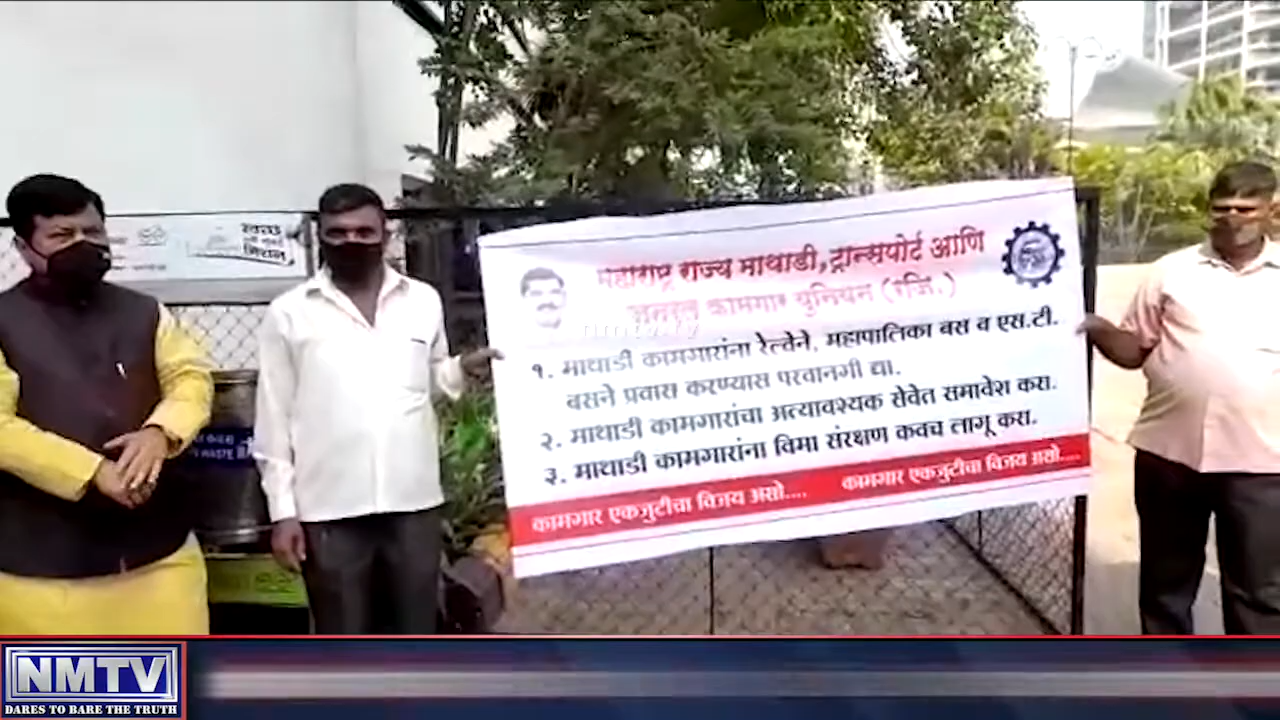 महाराष्ट्र राज्य माथाडी, ट्रान्सपोर्ट आणि
जनरल कामगार युनियन (रजि.)
nmtv.tv
१. माथाडी कामगारांना रेल्वेने, महापालिका बस व एस.टी.
बसने प्रवास करण्यास परवानगी द्या.
२. माथाडी कामगारांचा अत्यावश्यक सेवेत समावेश करा.
३. माथाडी कामगारांना विमा संरक्षण कवच लागू करा.
कामगार एकजुटीचा विजय असो.... कामगार एकजुटीचा विजय असो....
NMTV
DARES TO BARE THE TRUTH